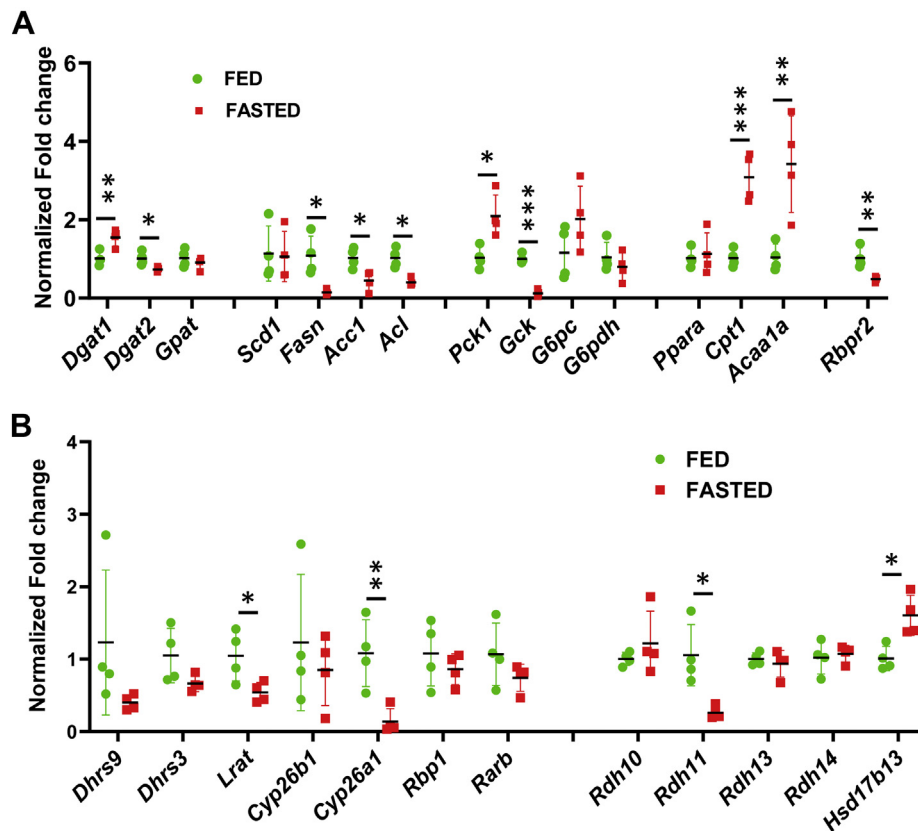 A
Normalized Fold change
6
4
2
0
FED
FASTED
**
*
*
*
*
*
***
***
**
**
Dgat1
Dgat2
Gpat
Scd1
Fasn
Acc1
Acl
Pck1
Gck
G6pc
G6pdh
Ppara
Cpt1
Acaa1a
Rbpr2
B
Normalized Fold change
4
3
2
1
0
FED
FASTED
*
**
*
*
Dhrs9
Dhrs3
Lrat
Cyp26b1
Cyp26a1
Rbp1
Rarb
Rdh10
Rdh11
Rdh13
Rdh14
Hsd17b13